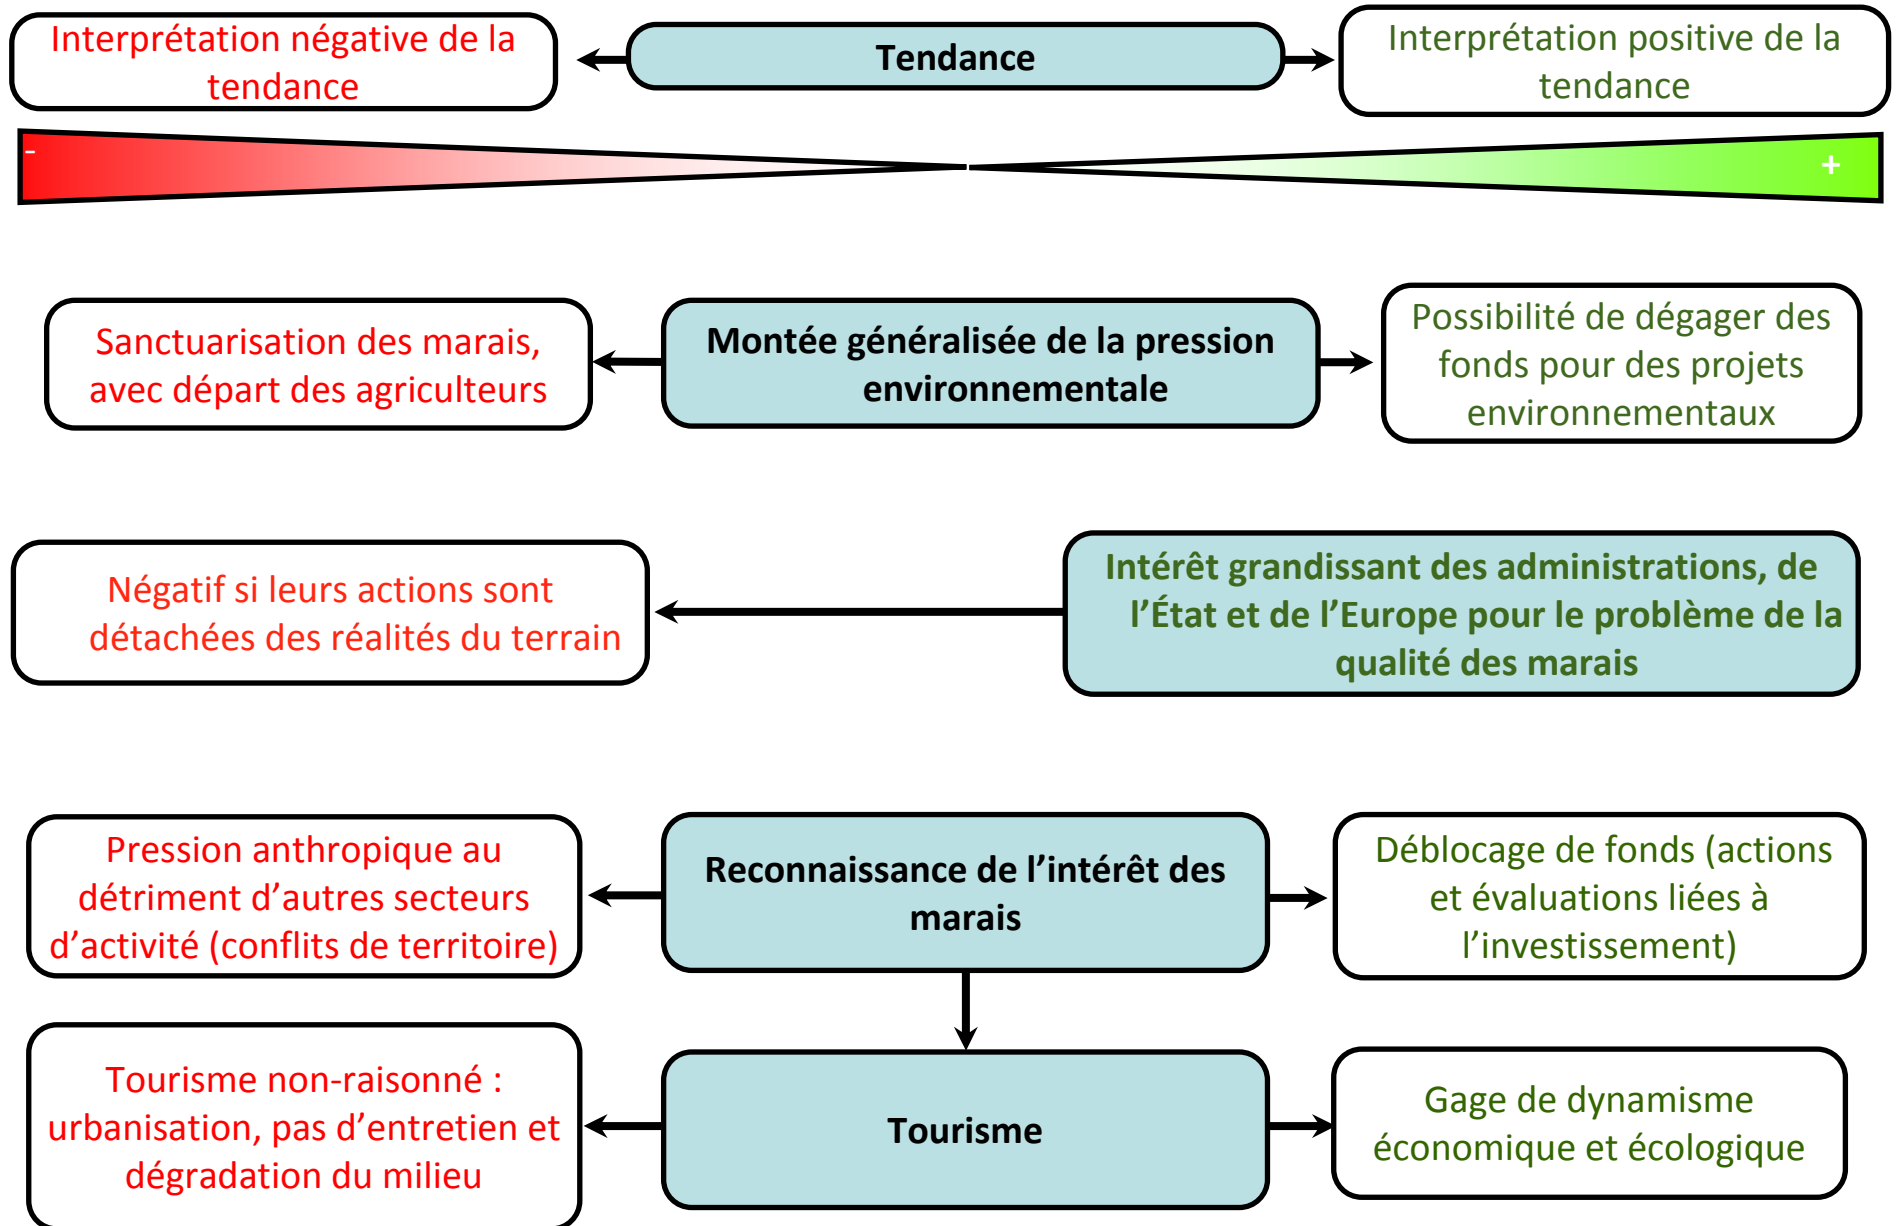 Interprétation négative de la
tendance
Tendance
Interprétation positive de la
tendance
-
+
Sanctuarisation des marais,
avec départ des agriculteurs
Montée généralisée de la pression
environnementale
Possibilité de dégager des
fonds pour des projets
environnementaux
Négatif si leurs actions sont
détachées des réalités du terrain
Intérêt grandissant des administrations, de
l’État et de l’Europe pour le problème de la
qualité des marais
Pression anthropique au
détriment d’autres secteurs
d’activité (conflits de territoire)
Reconnaissance de l’intérêt des
marais
Déblocage de fonds (actions
et évaluations liées à
l’investissement)
Tourisme non-raisonné :
urbanisation, pas d’entretien et
dégradation du milieu
Tourisme
Gage de dynamisme
économique et écologique